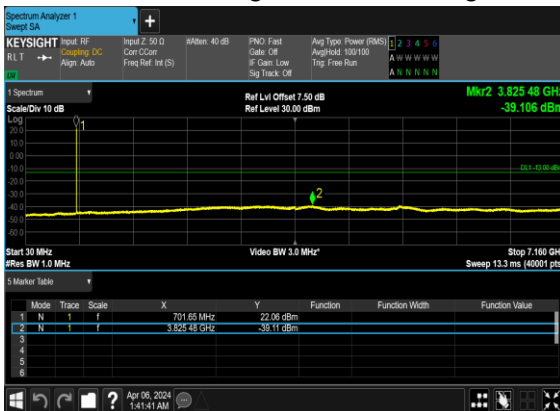 Spectrum Analyzer 1
Swept SA
KEYSIGHT Input: RF Input Z: 50 Ω #Atten: 40 dB PNO: Fast Avg Type: Power (RMS) 1 2 3 4 5 6
RLT Coupling: DC Corr CCorr Gate: Off Avg|Hold: 100/100 A W W W W W
Align: Auto Freq Ref: Int (S) IF Gain: Low Trig: Free Run
Sig Track: Off A N N N N N
1 Spectrum Ref Lvl Offset 7.50 dB Mkr2 3.825 48 GHz
Scale/Div 10 dB Ref Level 30.00 dBm -39.106 dBm
Log
1
20.0
10.0
0.00
-10.0 DL1 -13.00 dBm
-20.0
-30.0 2
-40.0
-50.0
-60.0
Start 30 MHz Video BW 3.0 MHz* Stop 7.160 GHz
#Res BW 1.0 MHz Sweep 13.3 ms (40001 pts)
5 Marker Table
Mode Trace Scale X Y Function Function Width Function Value
1 N 1 f 701.65 MHz 22.06 dBm
2 N 1 f 3.825 48 GHz -39.11 dBm
3
4
5
6
? Apr 06, 2024
1:41:41 AM